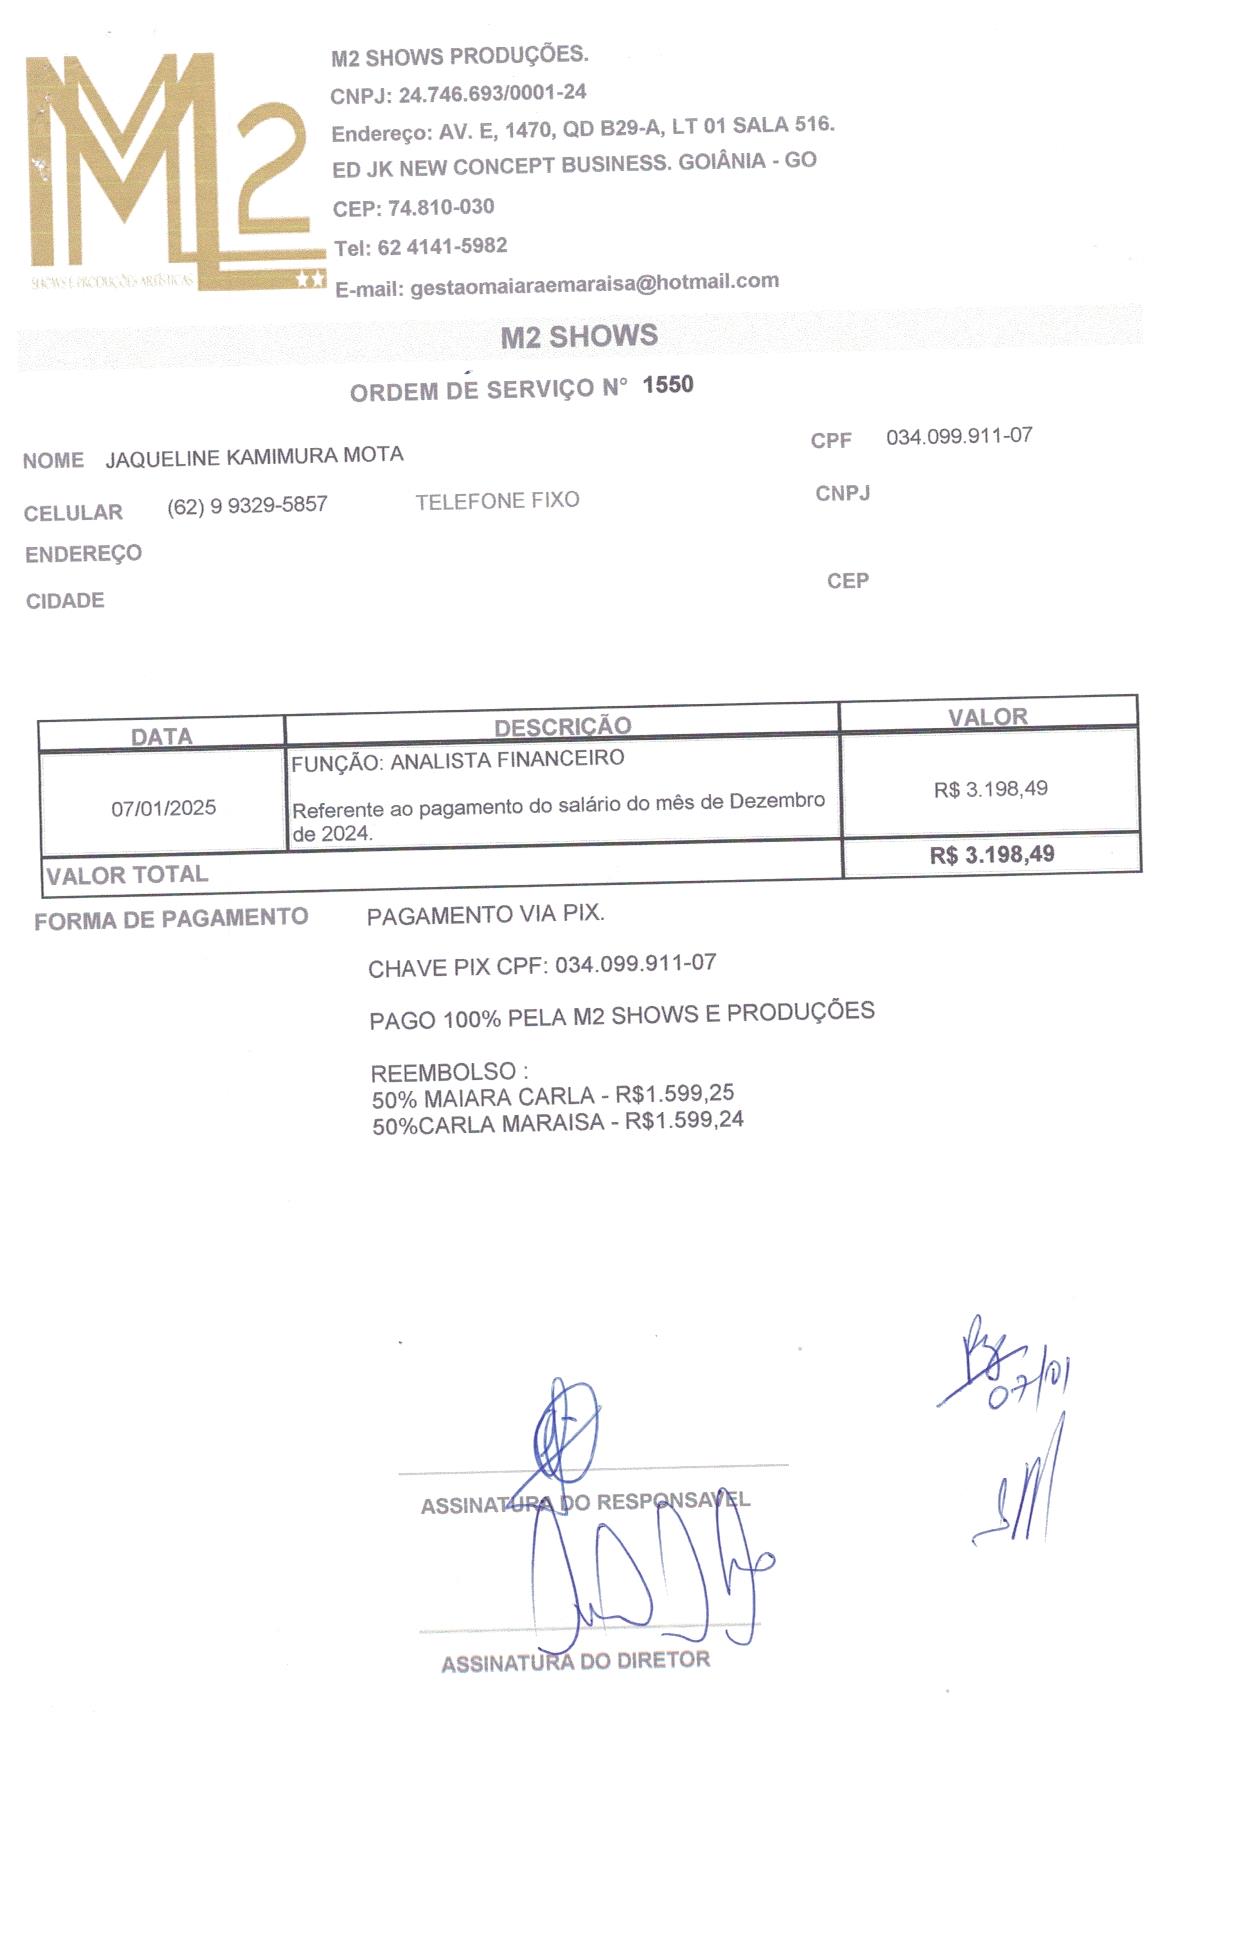 M2 SHOWS PRODUÇÕES.
CNPJ: 24.746.693/0001-24
Endereço: AV. E, 1470, QD B29-A, LT 01 SALA 516.
ED JK NEW CONCEPT BUSINESS. GOIÂNIA - GO
CEP: 74.810-030
Tel: 62 4141-5982
E-mail: gestaomaiaraemaraisa@hotmail.com
M2
SHOWS E PRODUÇÕES ARTÍSTICAS
M2 SHOWS
ORDEM DE SERVIÇO N° 1550
NOME JAQUELINE KAMIMURA MOTA CPF 034.099.911-07
CELULAR (62) 9 9329-5857 TELEFONE FIXO CNPJ
ENDEREÇO
CIDADE CEP
DATA DESCRIÇÃO VALOR
FUNÇÃO: ANALISTA FINANCEIRO
07/01/2025 Referente ao pagamento do salário do mês de Dezembro R$ 3.198,49
de 2024.
VALOR TOTAL R$ 3.198,49
FORMA DE PAGAMENTO PAGAMENTO VIA PIX.
CHAVE PIX CPF: 034.099.911-07
PAGO 100% PELA M2 SHOWS E PRODUÇÕES
REEMBOLSO :
50% MAIARA CARLA - R$1.599,25
50%CARLA MARAISA - R$1.599,24
07/01
ASSINATURA DO RESPONSAVEL
ASSINATURA DO DIRETOR